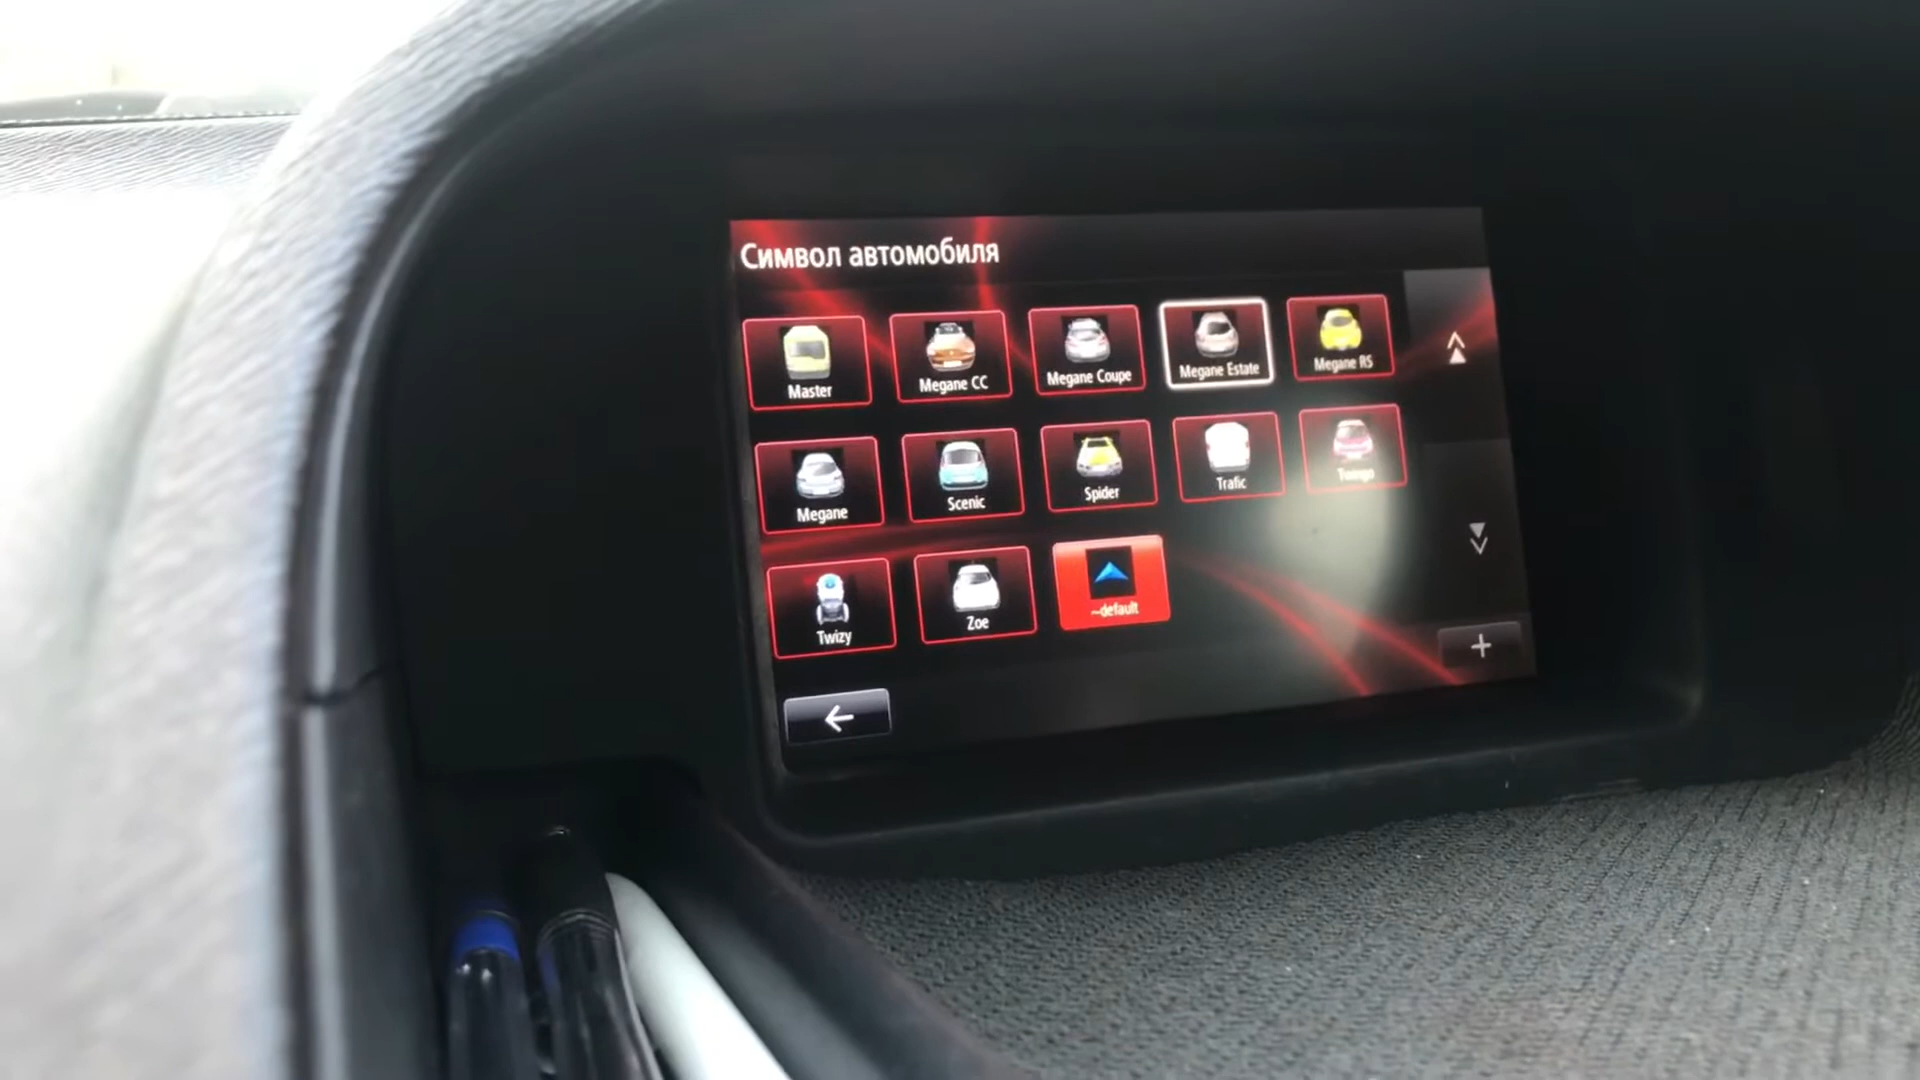 Символ автомобиля
Master
Megane CC
Megane Coupe
Megane Estate
Megane RS
Megane
Scenic
Spider
Trafic
Twingo
Twizy
Zoe
~default